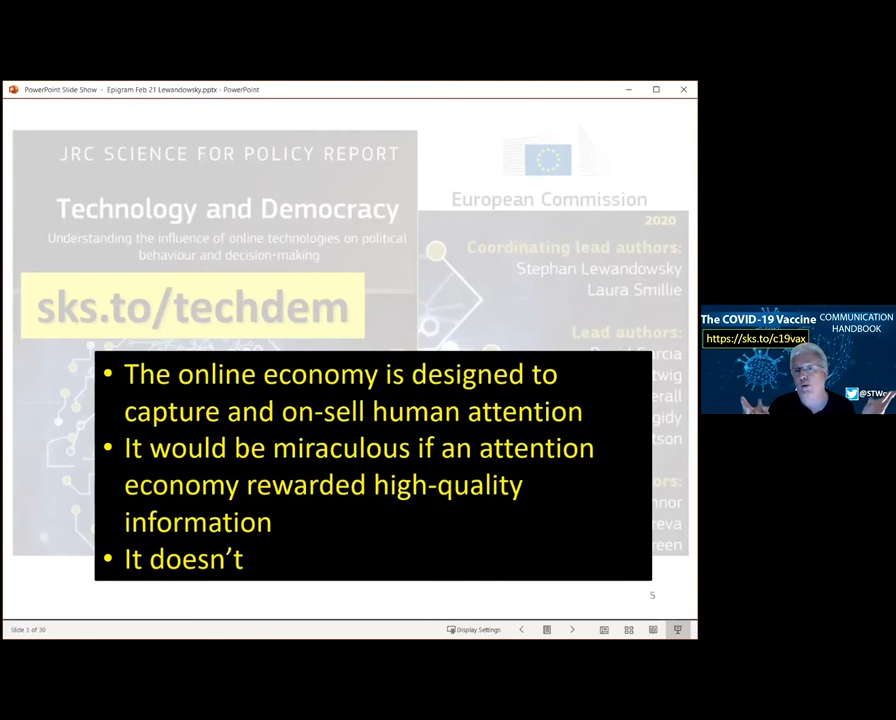 PowerPoint Slide Show - Epigram Feb 21 Lewandowsky.pptx - PowerPoint
JRC SCIENCE FOR POLICY REPORT
Technology and Democracy
Understanding the influence of online technologies on political
behaviour and decision-making
sks.to/techdem
European Commission
2020
Coordinating lead authors:
Stephan Lewandowsky
Laura Smillie
Lead authors:
Garcia
• The online economy is designed to
capture and on-sell human attention
• It would be miraculous if an attention
economy rewarded high-quality
information
• It doesn't
5
Slide 5 of 30
Display Settings
The COVID-19 Vaccine
COMMUNICATION
HANDBOOK
https://sks.to/c19vax